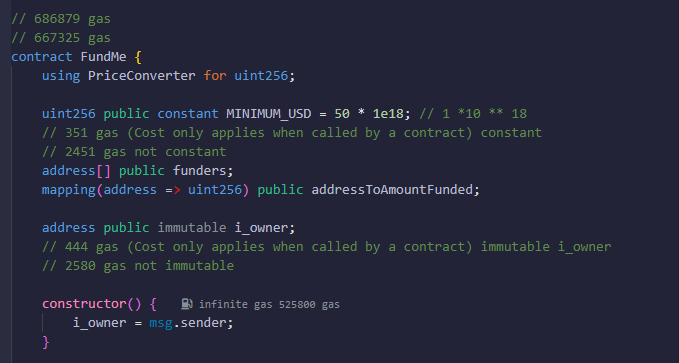 // 686879 gas
// 667325 gas
contract FundMe {
using PriceConverter for uint256;
uint256 public constant MINIMUM_USD = 50 * 1e18; // 1 *10 ** 18
// 351 gas (Cost only applies when called by a contract) constant
// 2451 gas not constant
address[] public funders;
mapping(address => uint256) public addressToAmountFunded;
address public immutable i_owner;
// 444 gas (Cost only applies when called by a contract) immutable i_owner
// 2580 gas not immutable
constructor() { infinite gas 525800 gas
i_owner = msg.sender;
}